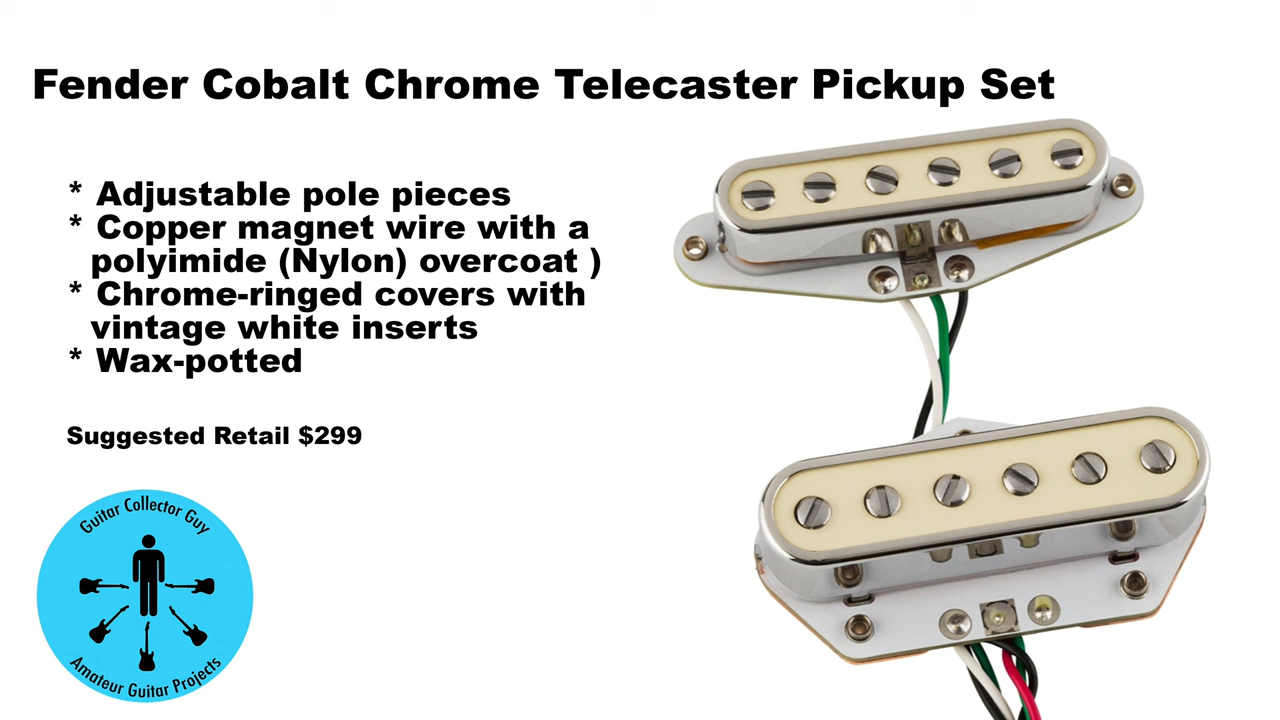 Fender Cobalt Chrome Telecaster Pickup Set
* Adjustable pole pieces
* Copper magnet wire with a
polyimide (Nylon) overcoat )
* Chrome-ringed covers with
vintage white inserts
* Wax-potted
Suggested Retail $299
Guitar Collector Guy
Amateur Guitar Projects